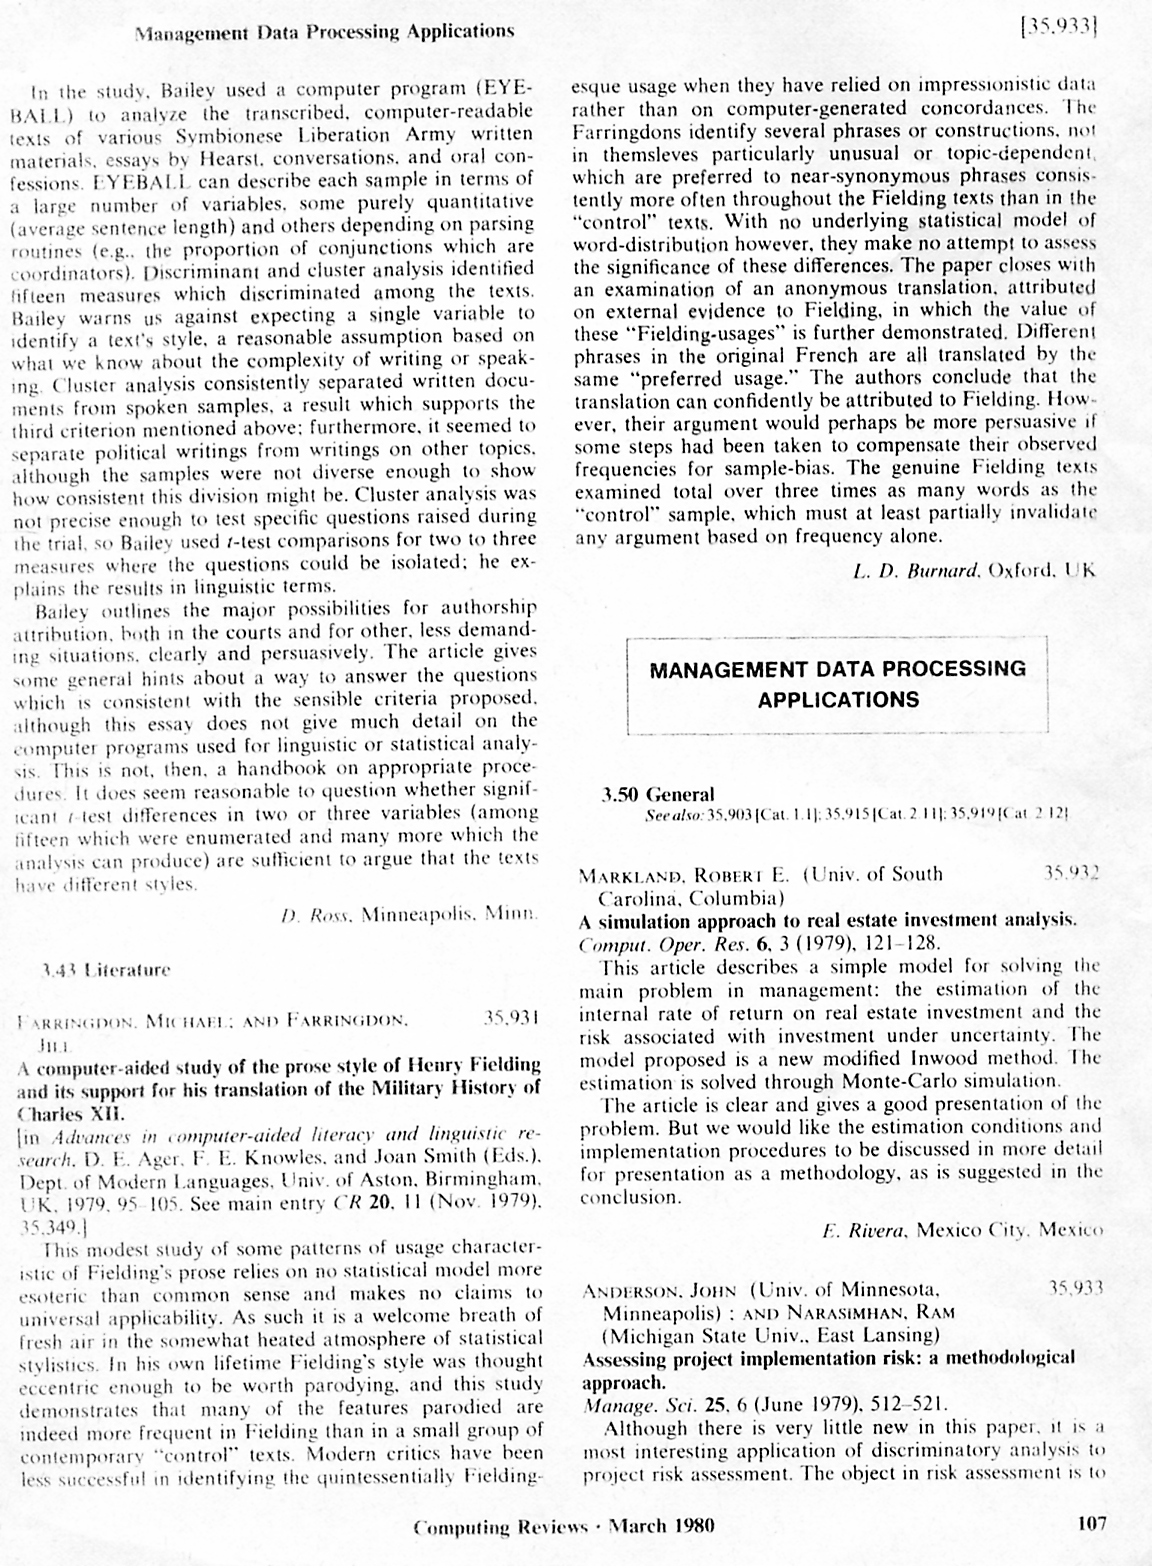 Management Data Processing Applications
[35,933]
In the study, Bailey used a computer program (EYE-
BALL) to analyze the transcribed, computer-readable
texts of various Symbionese Liberation Army written
materials, essays by Hearst, conversations, and oral con-
fessions. EYEBALL can describe each sample in terms of
a large number of variables, some purely quantitative
(average sentence length) and others depending on parsing
routines (e.g., the proportion of conjunctions which are
coordinators). Discriminant and cluster analysis identified
fifteen measures which discriminated among the texts.
Bailey warns us against expecting a single variable to
identify a text's style, a reasonable assumption based on
what we know about the complexity of writing or speak-
ing. Cluster analysis consistently separated written docu-
ments from spoken samples, a result which supports the
third criterion mentioned above; furthermore, it seemed to
separate political writings from writings on other topics,
although the samples were not diverse enough to show
how consistent this division might be. Cluster analysis was
not precise enough to test specific questions raised during
the trial, so Bailey used t-test comparisons for two to three
measures where the questions could be isolated; he ex-
plains the results in linguistic terms.
Bailey outlines the major possibilities for authorship
attribution, both in the courts and for other, less demand-
ing situations, clearly and persuasively. The article gives
some general hints about a way to answer the questions
which is consistent with the sensible criteria proposed,
although this essay does not give much detail on the
computer programs used for linguistic or statistical analy-
sis. This is not, then, a handbook on appropriate proce-
dures. It does seem reasonable to question whether signif-
icant t-test differences in two or three variables (among
fifteen which were enumerated and many more which the
analysis can produce) are sufficient to argue that the texts
have different styles.
D. Ross, Minneapolis, Minn.
3.43 Literature
FARRINGDON, MICHAEL; AND FARRINGDON, 35,931
JILL
A computer-aided study of the prose style of Henry Fielding
and its support for his translation of the Military History of
Charles XII.
[in Advances in computer-aided literacy and linguistic re-
search, D. E. Ager, F. E. Knowles, and Joan Smith (Eds.),
Dept. of Modern Languages, Univ. of Aston, Birmingham,
UK, 1979, 95-105. See main entry CR 20, 11 (Nov. 1979),
35,349.]
This modest study of some patterns of usage character-
istic of Fielding's prose relies on no statistical model more
esoteric than common sense and makes no claims to
universal applicability. As such it is a welcome breath of
fresh air in the somewhat heated atmosphere of statistical
stylistics. In his own lifetime Fielding's style was thought
eccentric enough to be worth parodying, and this study
demonstrates that many of the features parodied are
indeed more frequent in Fielding than in a small group of
contemporary "control" texts. Modern critics have been
less successful in identifying the quintessentially Fielding-
esque usage when they have relied on impressionistic data
rather than on computer-generated concordances. The
Farringdons identify several phrases or constructions, not
in themsleves particularly unusual or topic-dependent,
which are preferred to near-synonymous phrases consis-
tently more often throughout the Fielding texts than in the
"control" texts. With no underlying statistical model of
word-distribution however, they make no attempt to assess
the significance of these differences. The paper closes with
an examination of an anonymous translation, attributed
on external evidence to Fielding, in which the value of
these "Fielding-usages" is further demonstrated. Different
phrases in the original French are all translated by the
same "preferred usage." The authors conclude that the
translation can confidently be attributed to Fielding. How-
ever, their argument would perhaps be more persuasive if
some steps had been taken to compensate their observed
frequencies for sample-bias. The genuine Fielding texts
examined total over three times as many words as the
"control" sample, which must at least partially invalidate
any argument based on frequency alone.
L. D. Burnard, Oxford, UK
MANAGEMENT DATA PROCESSING
APPLICATIONS
3.50 General
See also: 35,903 [Cat. 1.1]; 35,915 [Cat. 2.11]; 35,919 [Cat. 2.12]
MARKLAND, ROBERT E. (Univ. of South 35,932
Carolina, Columbia)
A simulation approach to real estate investment analysis.
Comput. Oper. Res. 6, 3 (1979), 121-128.
This article describes a simple model for solving the
main problem in management: the estimation of the
internal rate of return on real estate investment and the
risk associated with investment under uncertainty. The
model proposed is a new modified Inwood method. The
estimation is solved through Monte-Carlo simulation.
The article is clear and gives a good presentation of the
problem. But we would like the estimation conditions and
implementation procedures to be discussed in more detail
for presentation as a methodology, as is suggested in the
conclusion.
E. Rivera, Mexico City, Mexico
ANDERSON, JOHN (Univ. of Minnesota, 35,933
Minneapolis) ; AND NARASIMHAN, RAM
(Michigan State Univ., East Lansing)
Assessing project implementation risk: a methodological
approach.
Manage. Sci. 25, 6 (June 1979), 512-521.
Although there is very little new in this paper, it is a
most interesting application of discriminatory analysis to
project risk assessment. The object in risk assessment is to
Computing Reviews · March 1980
107